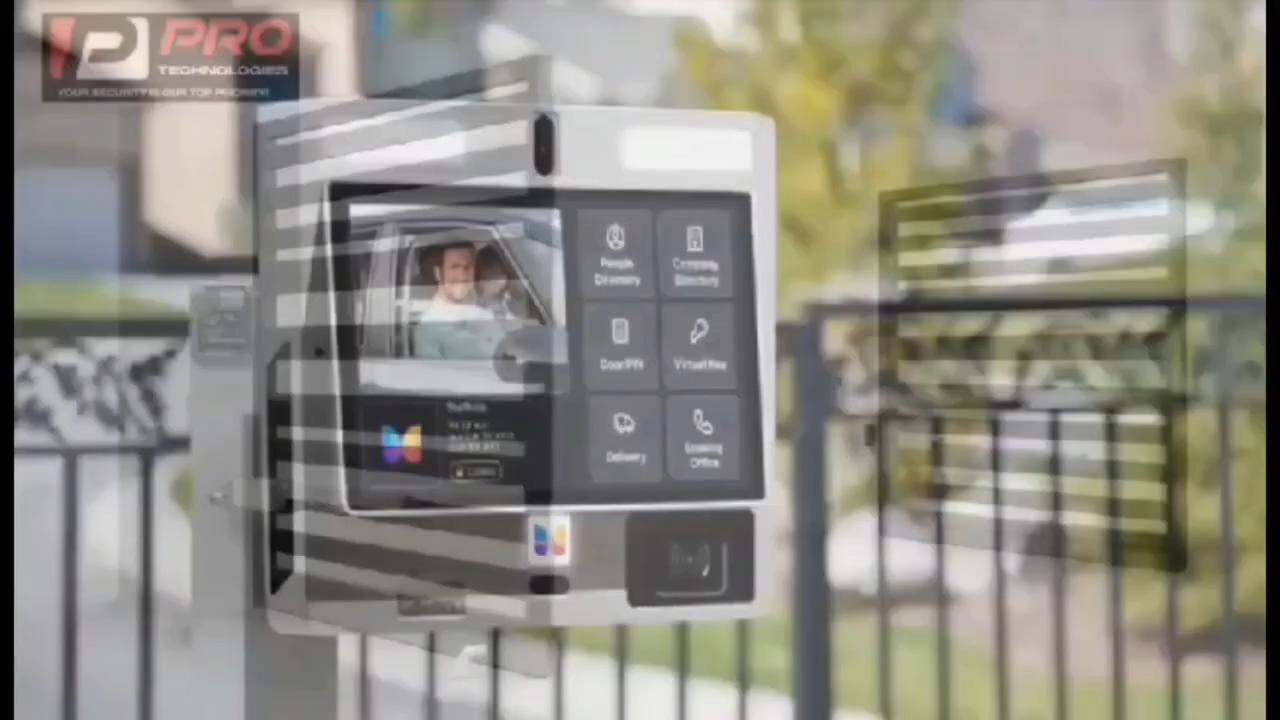 PRO
TECHNOLOGIES
YOUR SECURITY IS OUR TOP PRIORITY!
People
Directory
Company
Directory
Door PIN
Virtual Key
Delivery
Leasing
Office